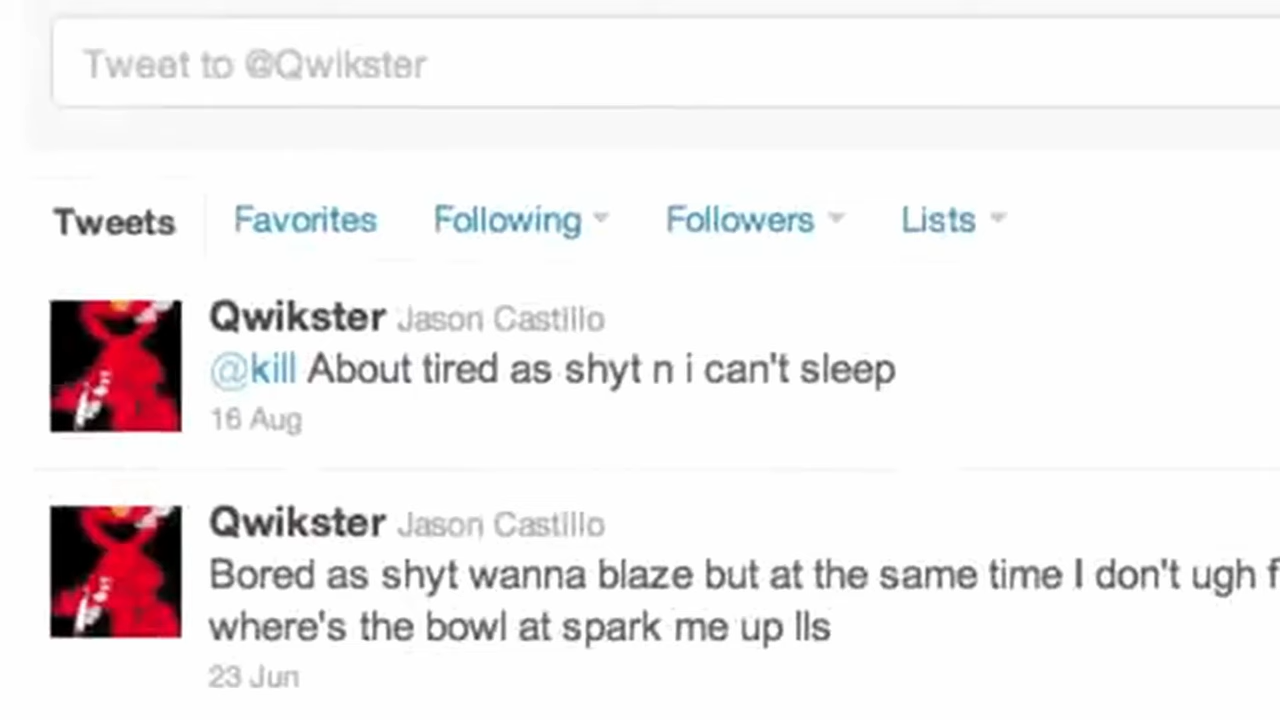 Tweet to @Qwikster
Tweets Favorites Following Followers Lists
Qwikster Jason Castillo
@kill About tired as shyt n i can't sleep
16 Aug
Qwikster Jason Castillo
Bored as shyt wanna blaze but at the same time I don't ugh
where's the bowl at spark me up lls
23 Jun